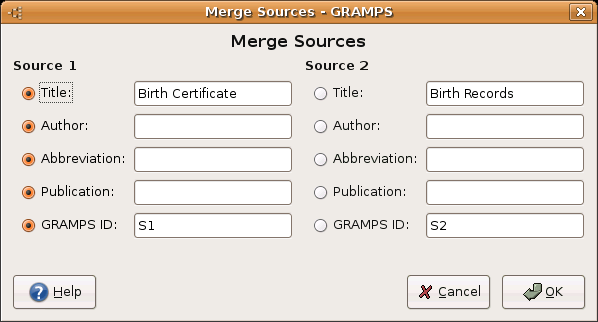 Merge Sources - GRAMPS
Merge Sources
Source 1 Source 2
Title: Birth Certificate Title: Birth Records
Author: Author:
Abbreviation: Abbreviation:
Publication: Publication:
GRAMPS ID: S1 GRAMPS ID: S2
Help Cancel OK